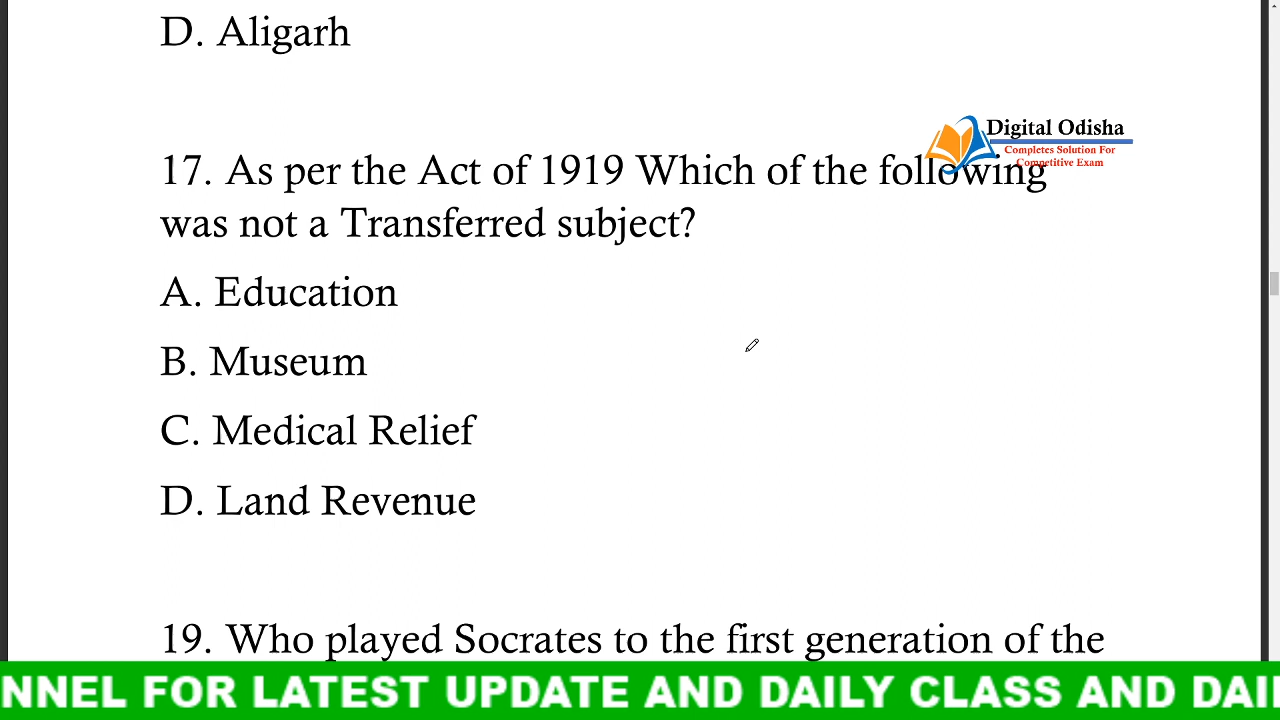 D. Aligarh
Digital Odisha
Completes Solution For
Competitive Exam
17. As per the Act of 1919 Which of the following
was not a Transferred subject?
A. Education
B. Museum
C. Medical Relief
D. Land Revenue
19. Who played Socrates to the first generation of the
NNEL FOR LATEST UPDATE AND DAILY CLASS AND DAI